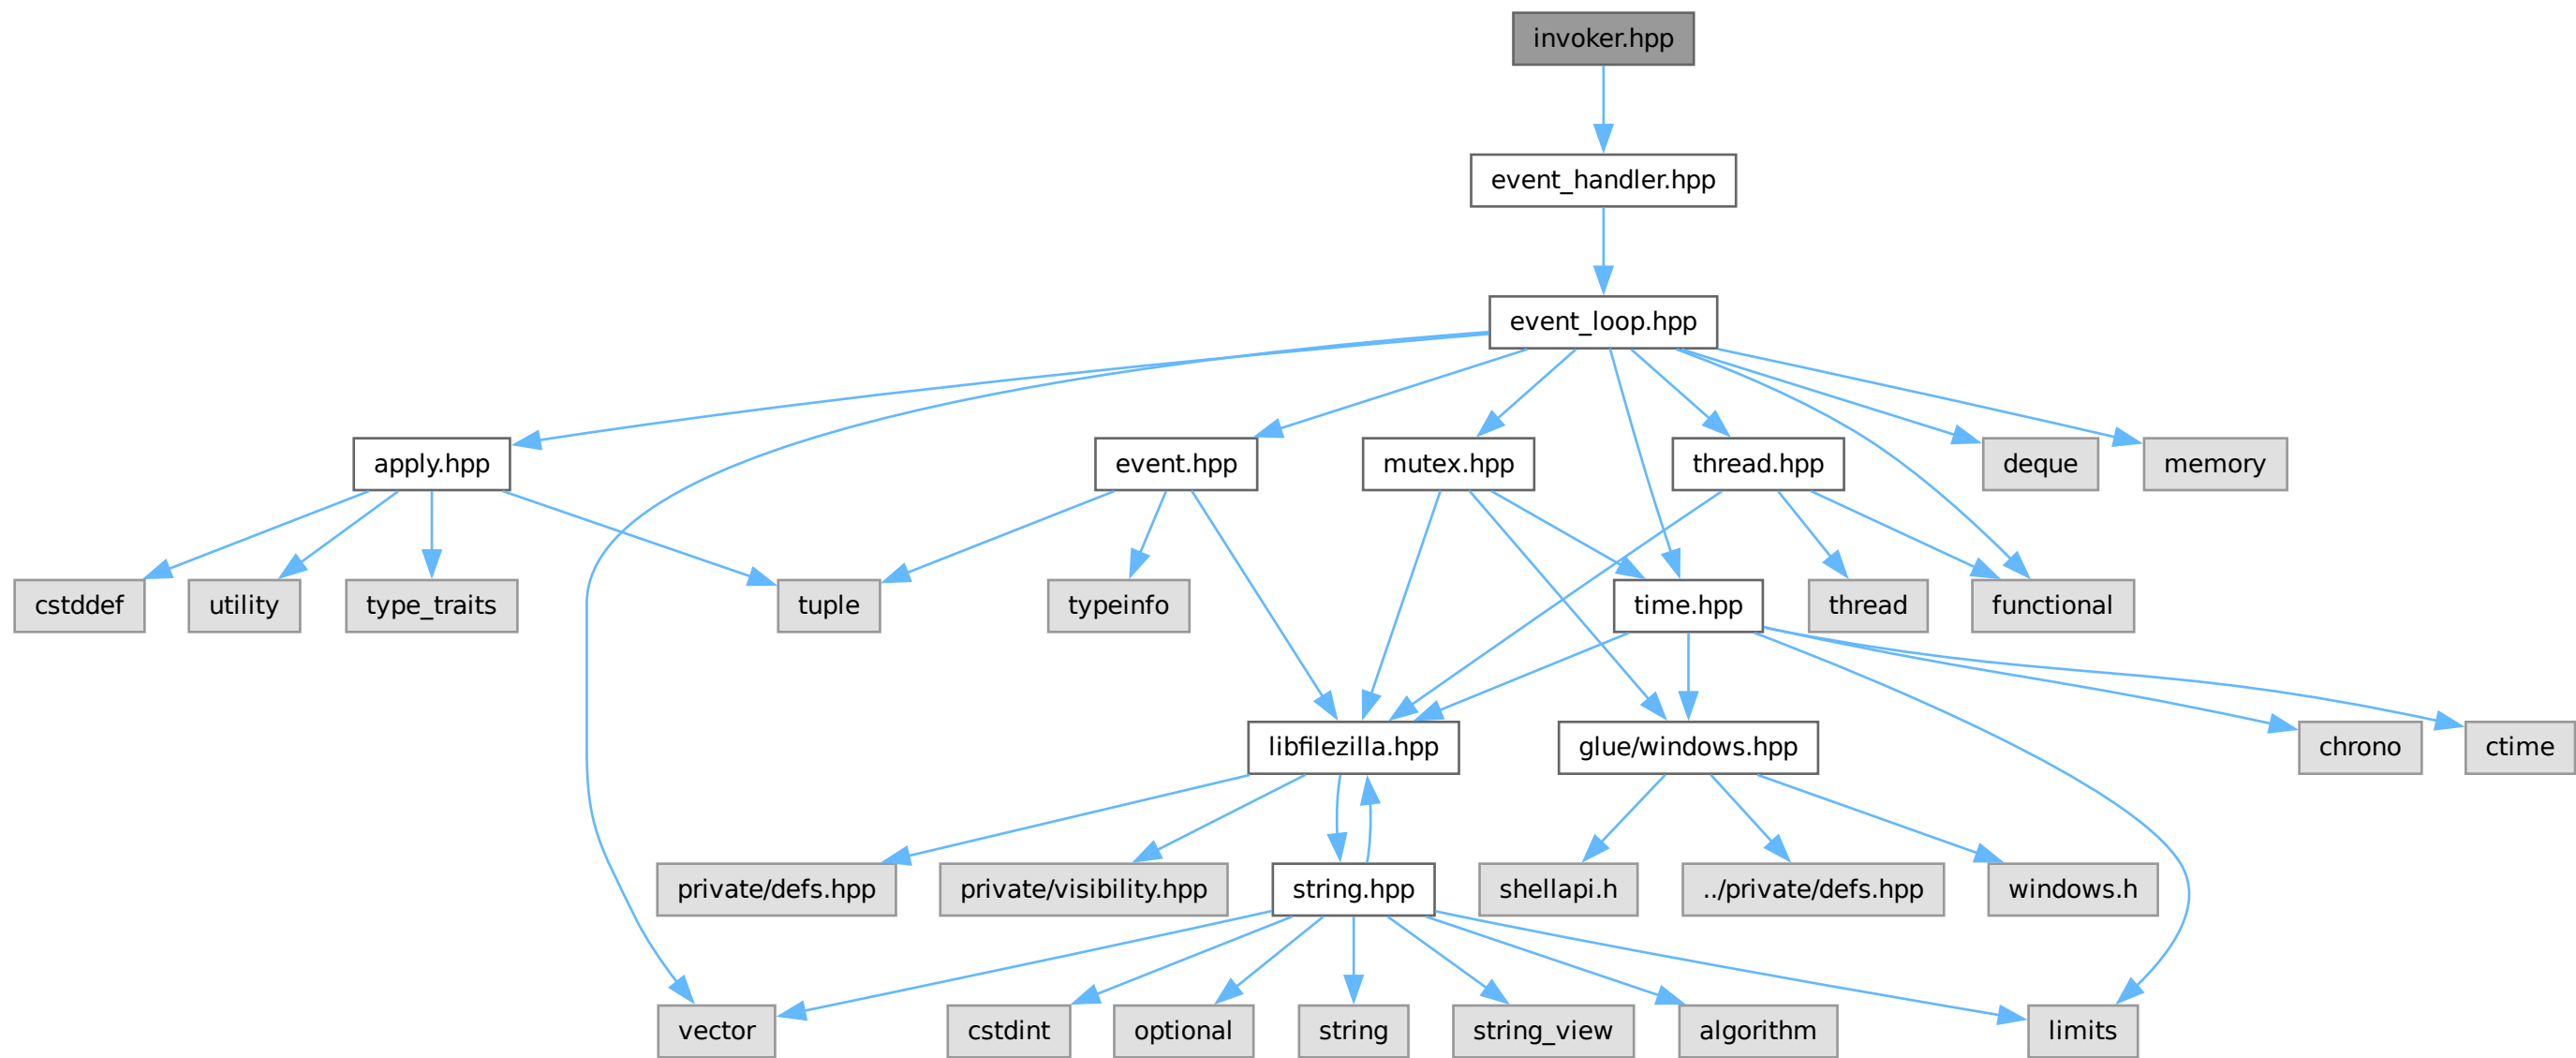 invoker.hpp
event_handler.hpp
event_loop.hpp
apply.hpp
event.hpp
mutex.hpp
thread.hpp
deque
memory
cstddef
utility
type_traits
tuple
typeinfo
time.hpp
thread
functional
libfilezilla.hpp
glue/windows.hpp
chrono
ctime
private/defs.hpp
private/visibility.hpp
string.hpp
shellapi.h
../private/defs.hpp
windows.h
vector
cstdint
optional
string
string_view
algorithm
limits